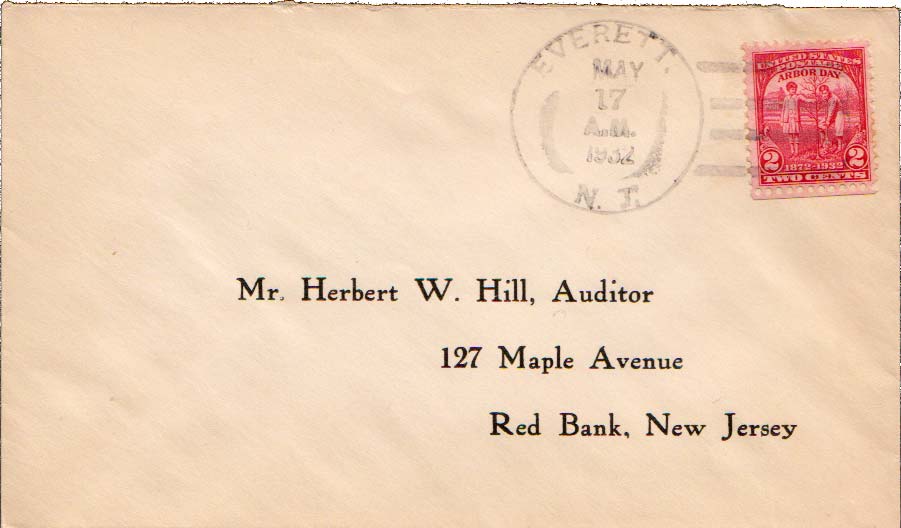 EVERETT.
MAY
17
A.M.
1932
N. J.
UNITED STATES
POSTAGE
ARBOR DAY
2 1872-1932 2
TWO CENTS
Mr. Herbert W. Hill, Auditor
127 Maple Avenue
Red Bank, New Jersey